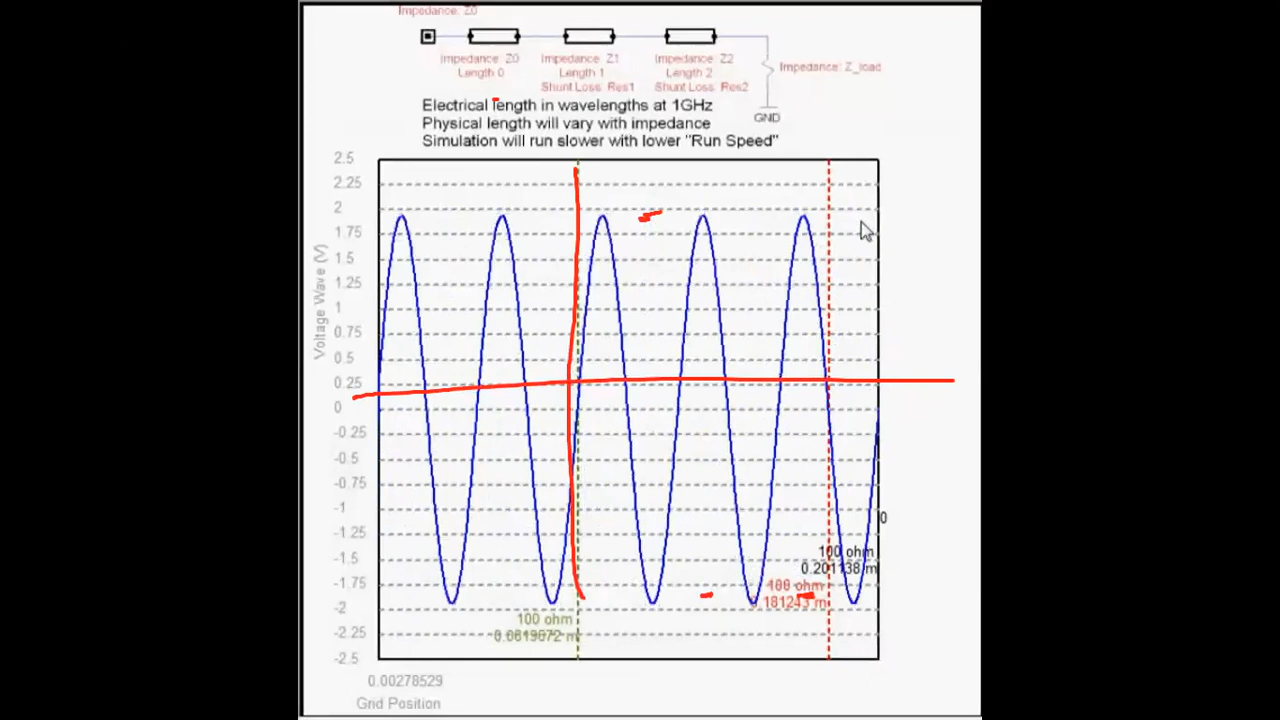 Impedance: Z0
Impedance: Z0
Length 0
Impedance: Z1
Length 1
Shunt Loss: Res1
Impedance: Z2
Length 2
Shunt Loss: Res2
Impedance: Z_load
GND
Electrical length in wavelengths at 1GHz
Physical length will vary with impedance
Simulation will run slower with lower "Run Speed"
2.5
2.25
2
1.75
1.5
1.25
1
0.75
0.5
0.25
0
-0.25
-0.5
-0.75
-1
-1.25
-1.5
-1.75
-2
-2.25
-2.5
Voltage Wave (V)
0
100 ohm
0.201138 m
100 ohm
0.181243 m
100 ohm
0.00278529
Grid Position